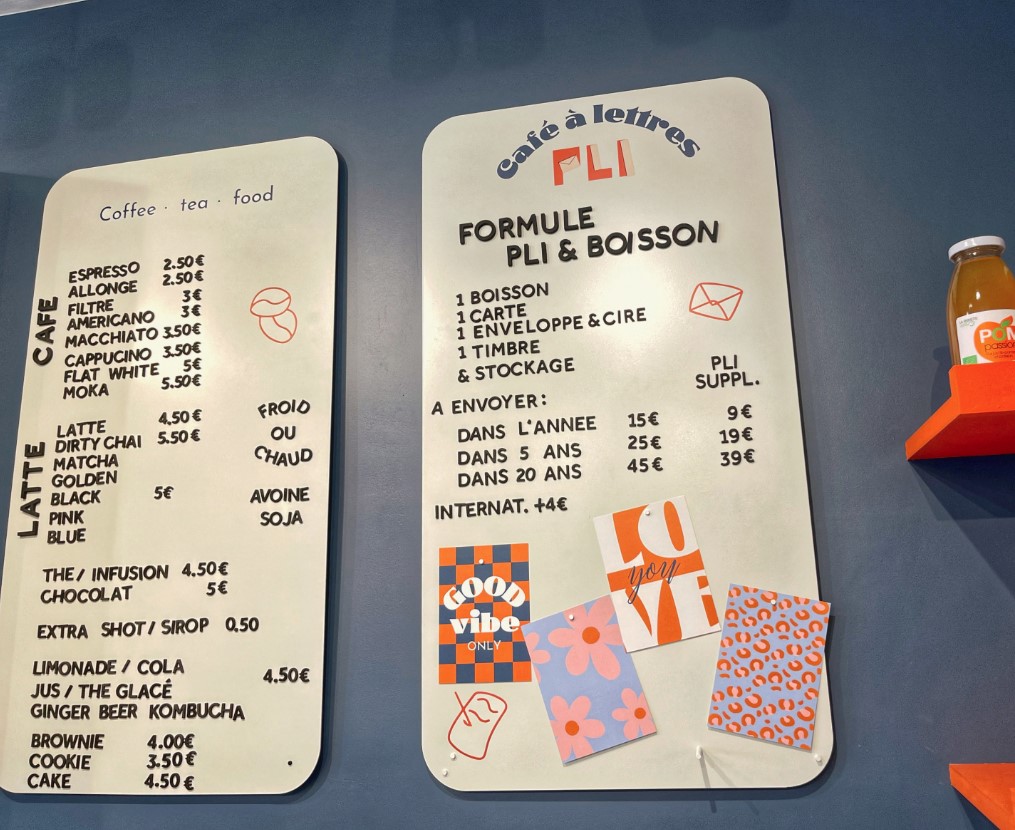 Coffee · tea · food
CAFE
ESPRESSO 2.50€
ALLONGE 2.50€
FILTRE 3€
AMERICANO 3€
MACCHIATO 3.50€
CAPPUCINO 3.50€
FLAT WHITE 5€
MOKA 5.50€
LATTE
LATTE 4.50€
DIRTY CHAI 5.50€
MATCHA
GOLDEN
BLACK 5€
PINK
BLUE
FROID
OU
CHAUD
AVOINE
SOJA
THE / INFUSION 4.50€
CHOCOLAT 5€
EXTRA SHOT / SIROP 0.50
LIMONADE / COLA
JUS / THE GLACÉ 4.50€
GINGER BEER KOMBUCHA
BROWNIE 4.00€
COOKIE 3.50€
CAKE 4.50€
Café à lettres
PLI
FORMULE
PLI & BOISSON
1 BOISSON
1 CARTE
1 ENVELOPPE & CIRE
1 TIMBRE
& STOCKAGE
PLI
SUPPL.
A ENVOYER:
DANS L'ANNEE 15€ 9€
DANS 5 ANS 25€ 19€
DANS 20 ANS 45€ 39€
INTERNAT. +4€
GOOD
vibe
ONLY
LO
you
VE
POM
passion